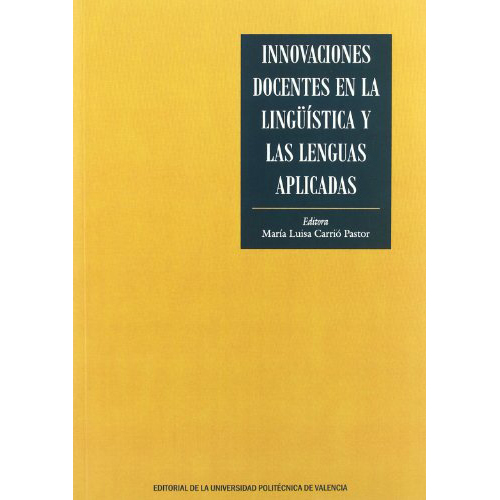 INNOVACIONES
DOCENTES EN LA
LINGÜÍSTICA Y
LAS LENGUAS
APLICADAS
Editora
María Luisa Carrió Pastor
EDITORIAL DE LA UNIVERSIDAD POLITÉCNICA DE VALENCIA